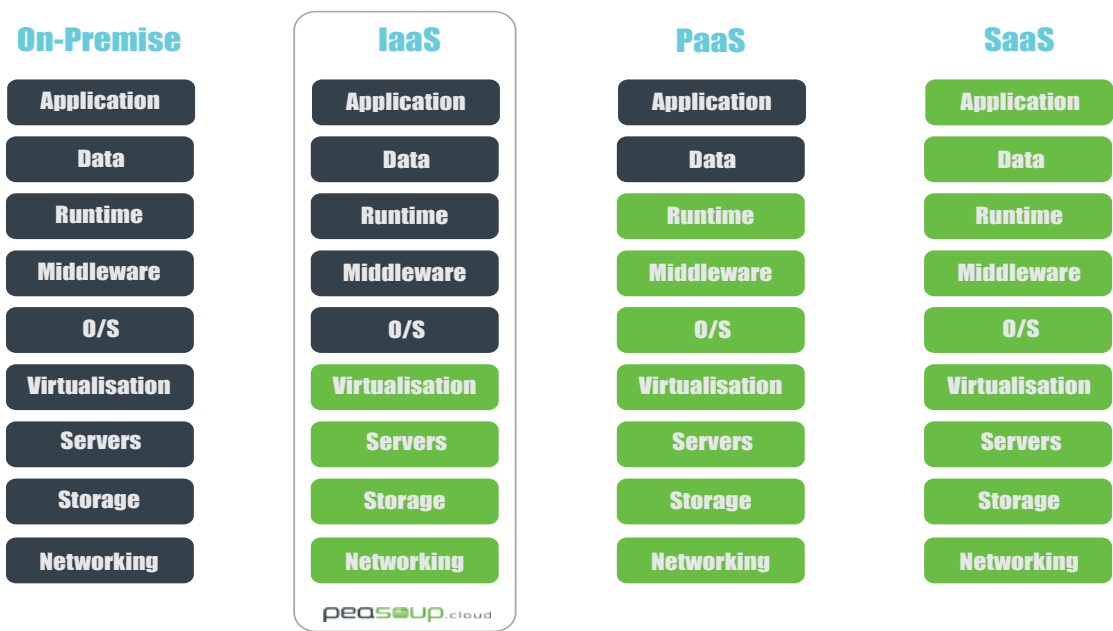 On-Premise
Application
Data
Runtime
Middleware
O/S
Virtualisation
Servers
Storage
Networking
IaaS
Application
Data
Runtime
Middleware
O/S
Virtualisation
Servers
Storage
Networking
peasoup.cloud
PaaS
Application
Data
Runtime
Middleware
O/S
Virtualisation
Servers
Storage
Networking
SaaS
Application
Data
Runtime
Middleware
O/S
Virtualisation
Servers
Storage
Networking